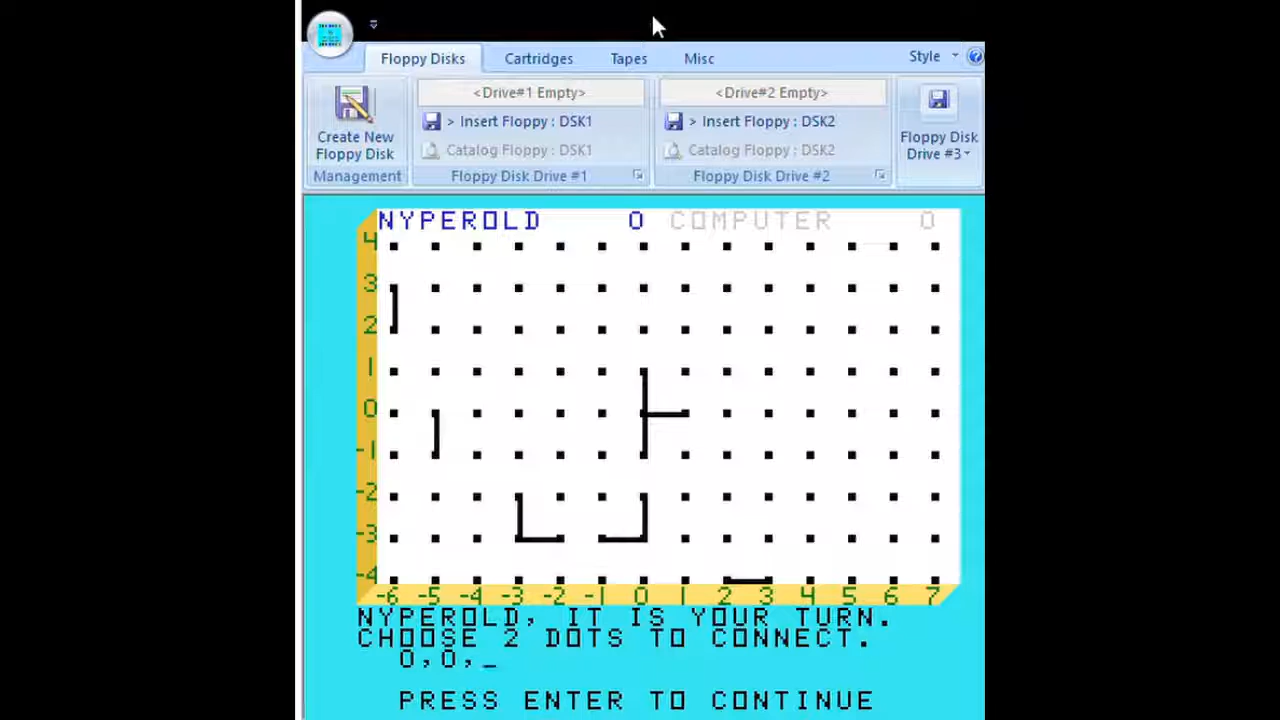 Floppy Disks Cartridges Tapes Misc Style
<Drive#1 Empty> <Drive#2 Empty>
> Insert Floppy : DSK1 > Insert Floppy : DSK2
Create New Floppy Disk
Catalog Floppy : DSK1 Catalog Floppy : DSK2
Floppy Disk Drive #3
Management Floppy Disk Drive #1 Floppy Disk Drive #2
NYPEROLD 0 COMPUTER 0
4
3
2
1
0
-1
-2
-3
-4
-6 -5 -4 -3 -2 -1 0 1 2 3 4 5 6 7
NYPEROLD, IT IS YOUR TURN.
CHOOSE 2 DOTS TO CONNECT.
0,0,_
PRESS ENTER TO CONTINUE